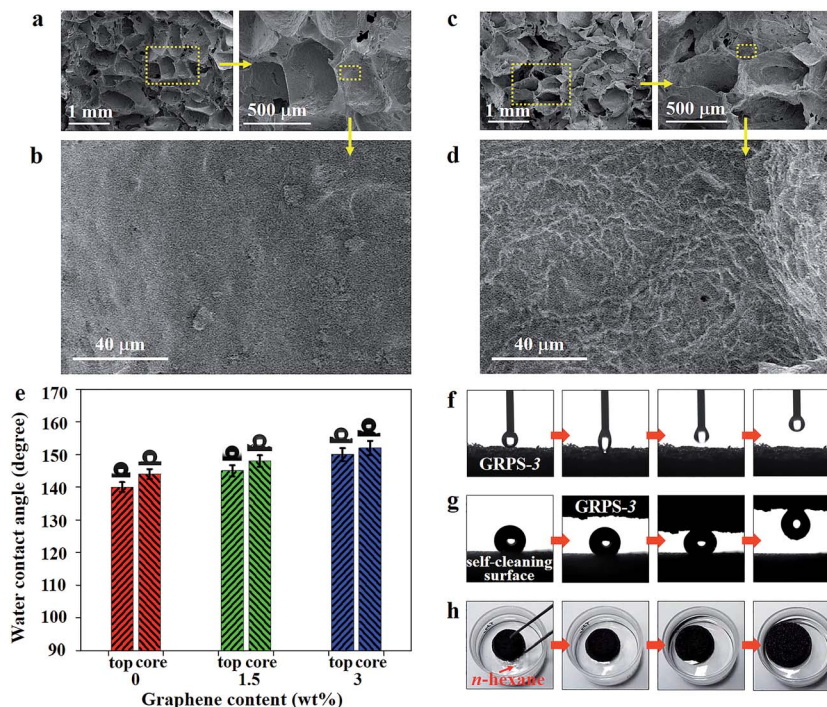 a
1 mm
500 μm
b
40 μm
c
1 mm
500 μm
d
40 μm
e
170
160
150
140
130
120
110
100
90
Water contact angle (degree)
top core top core top core
0 1.5 3
Graphene content (wt%)
f
GRPS-3
g
GRPS-3
self-cleaning
surface
h
n-hexane